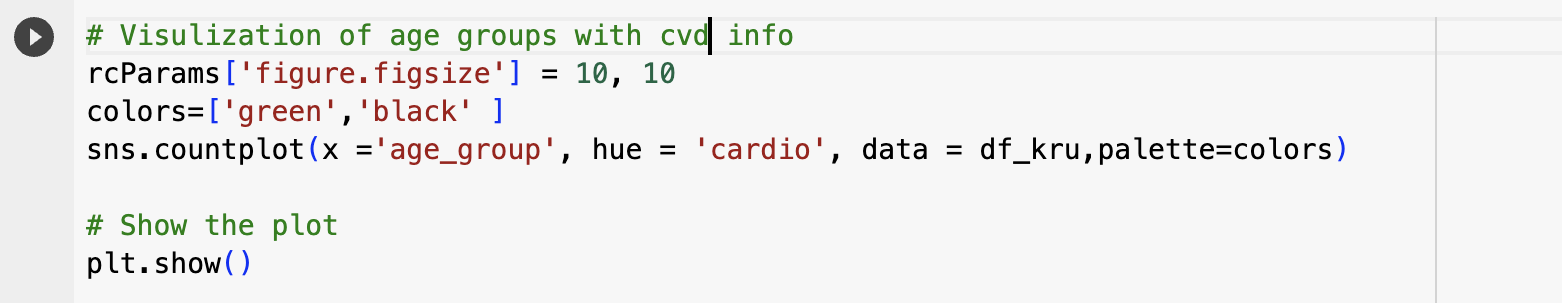 # Visulization of age groups with cvd info
rcParams['figure.figsize'] = 10, 10
colors=['green','black' ]
sns.countplot(x ='age_group', hue = 'cardio', data = df_kru,palette=colors)
# Show the plot
plt.show()